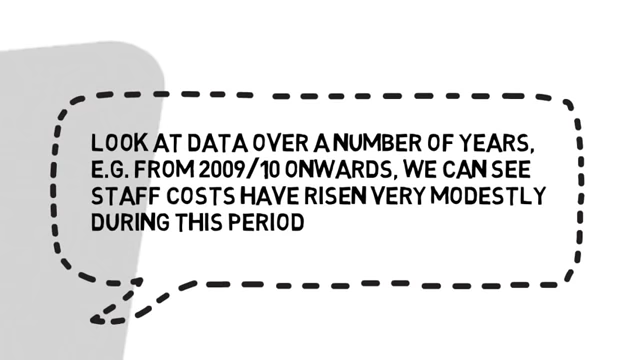 LOOK AT DATA OVER A NUMBER OF YEARS,
E.G. FROM 2009/10 ONWARDS, WE CAN SEE
STAFF COSTS HAVE RISEN VERY MODESTLY
DURING THIS PERIOD